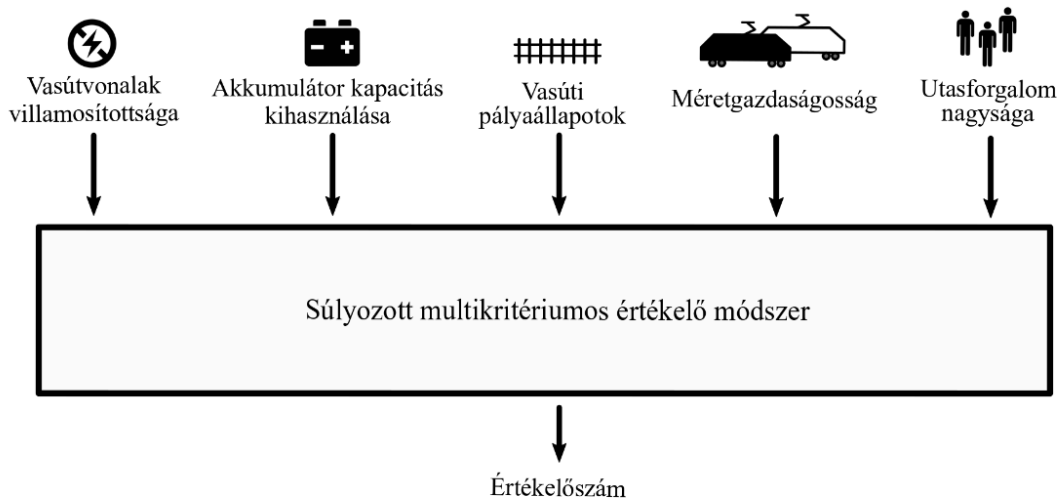 Vasútvonalak
villamosítottsága
Akkumulátor kapacitás
kihasználása
Vasúti
pályaállapotok
Méretgazdaságosság
Utasforgalom
nagysága
Súlyozott multikritériumos értékelő módszer
Értékelőszám